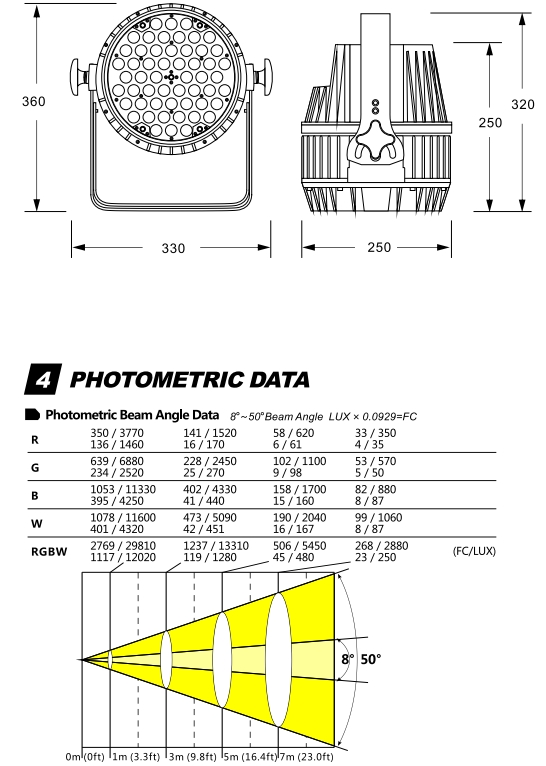 360
330
250
250
320
4 PHOTOMETRIC DATA
Photometric Beam Angle Data 8°~50°Beam Angle LUX × 0.0929=FC
R
350 / 3770 141 / 1520 58 / 620 33 / 350
136 / 1460 16 / 170 6 / 61 4 / 35
G
639 / 6880 228 / 2450 102 / 1100 53 / 570
234 / 2520 25 / 270 9 / 98 5 / 50
B
1053 / 11330 402 / 4330 158 / 1700 82 / 880
395 / 4250 41 / 440 15 / 160 8 / 87
W
1078 / 11600 473 / 5090 190 / 2040 99 / 1060
401 / 4320 42 / 451 16 / 167 8 / 87
RGBW
2769 / 29810 1237 / 13310 506 / 5450 268 / 2880
1117 / 12020 119 / 1280 45 / 480 23 / 250
(FC/LUX)
8° 50°
0m (0ft) 1m (3.3ft) 3m (9.8ft) 5m (16.4ft) 7m (23.0ft)